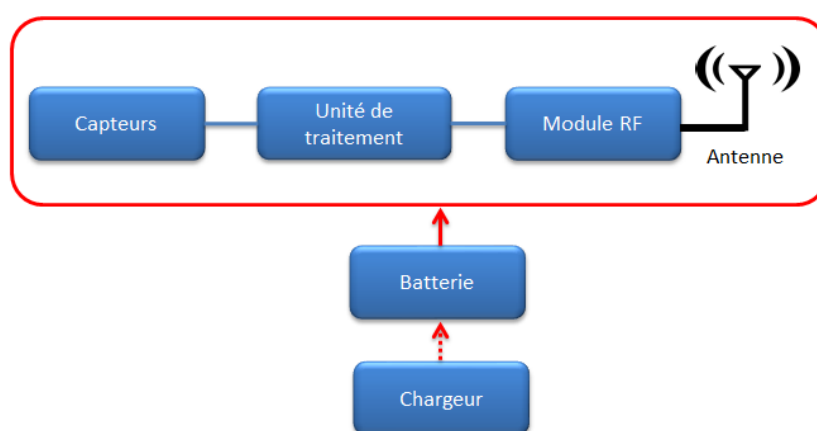 Capteurs
Unité de
traitement
Module RF
Antenne
Batterie
Chargeur